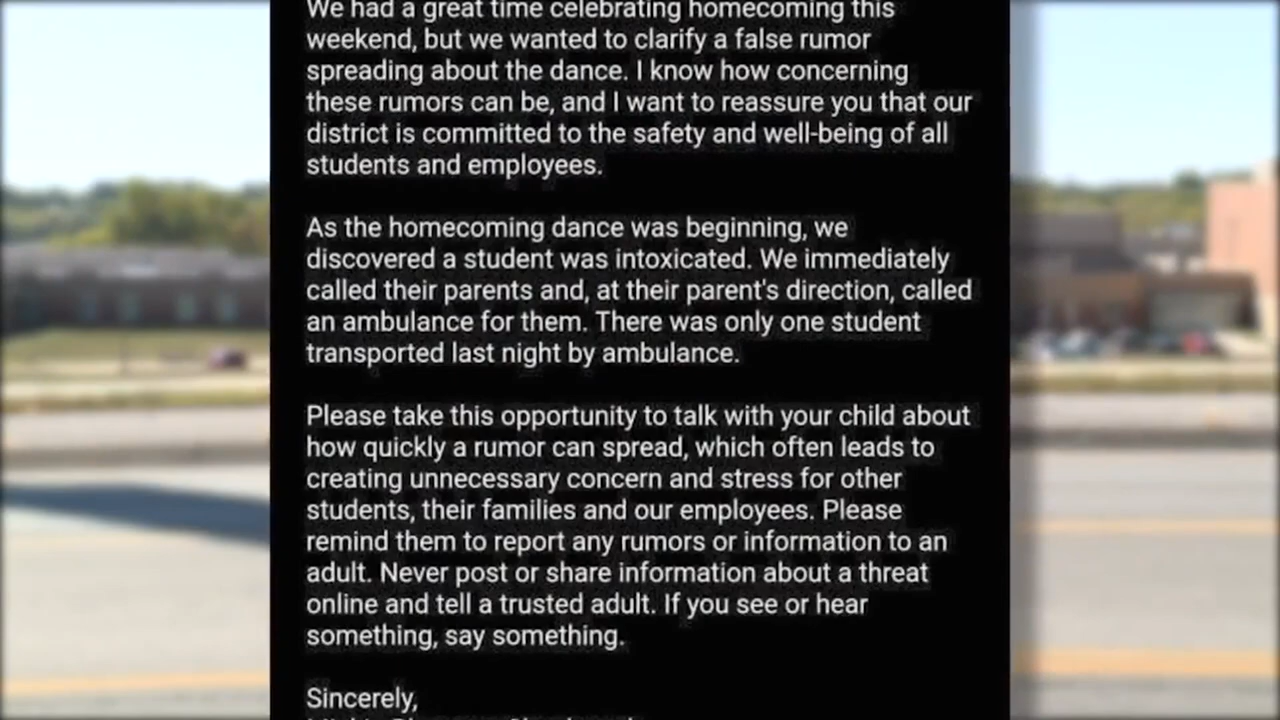 We had a great time celebrating homecoming this
weekend, but we wanted to clarify a false rumor
spreading about the dance. I know how concerning
these rumors can be, and I want to reassure you that our
district is committed to the safety and well-being of all
students and employees.
As the homecoming dance was beginning, we
discovered a student was intoxicated. We immediately
called their parents and, at their parent's direction, called
an ambulance for them. There was only one student
transported last night by ambulance.
Please take this opportunity to talk with your child about
how quickly a rumor can spread, which often leads to
creating unnecessary concern and stress for other
students, their families and our employees. Please
remind them to report any rumors or information to an
adult. Never post or share information about a threat
online and tell a trusted adult. If you see or hear
something, say something.
Sincerely,